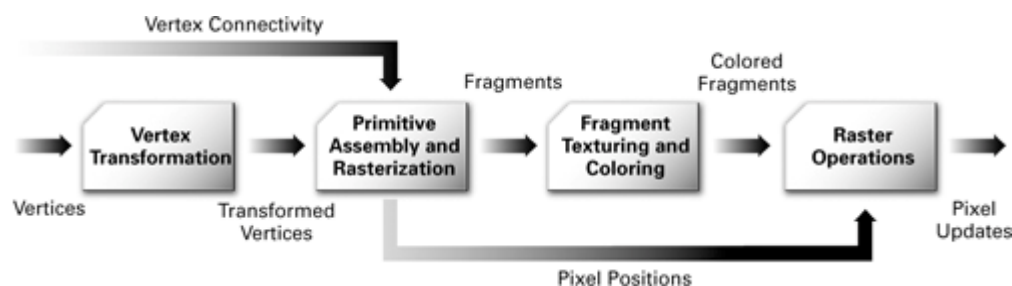 Vertex Connectivity
Vertices
Vertex
Transformation
Transformed
Vertices
Primitive
Assembly and
Rasterization
Fragments
Fragment
Texturing and
Coloring
Colored
Fragments
Raster
Operations
Pixel
Updates
Pixel Positions